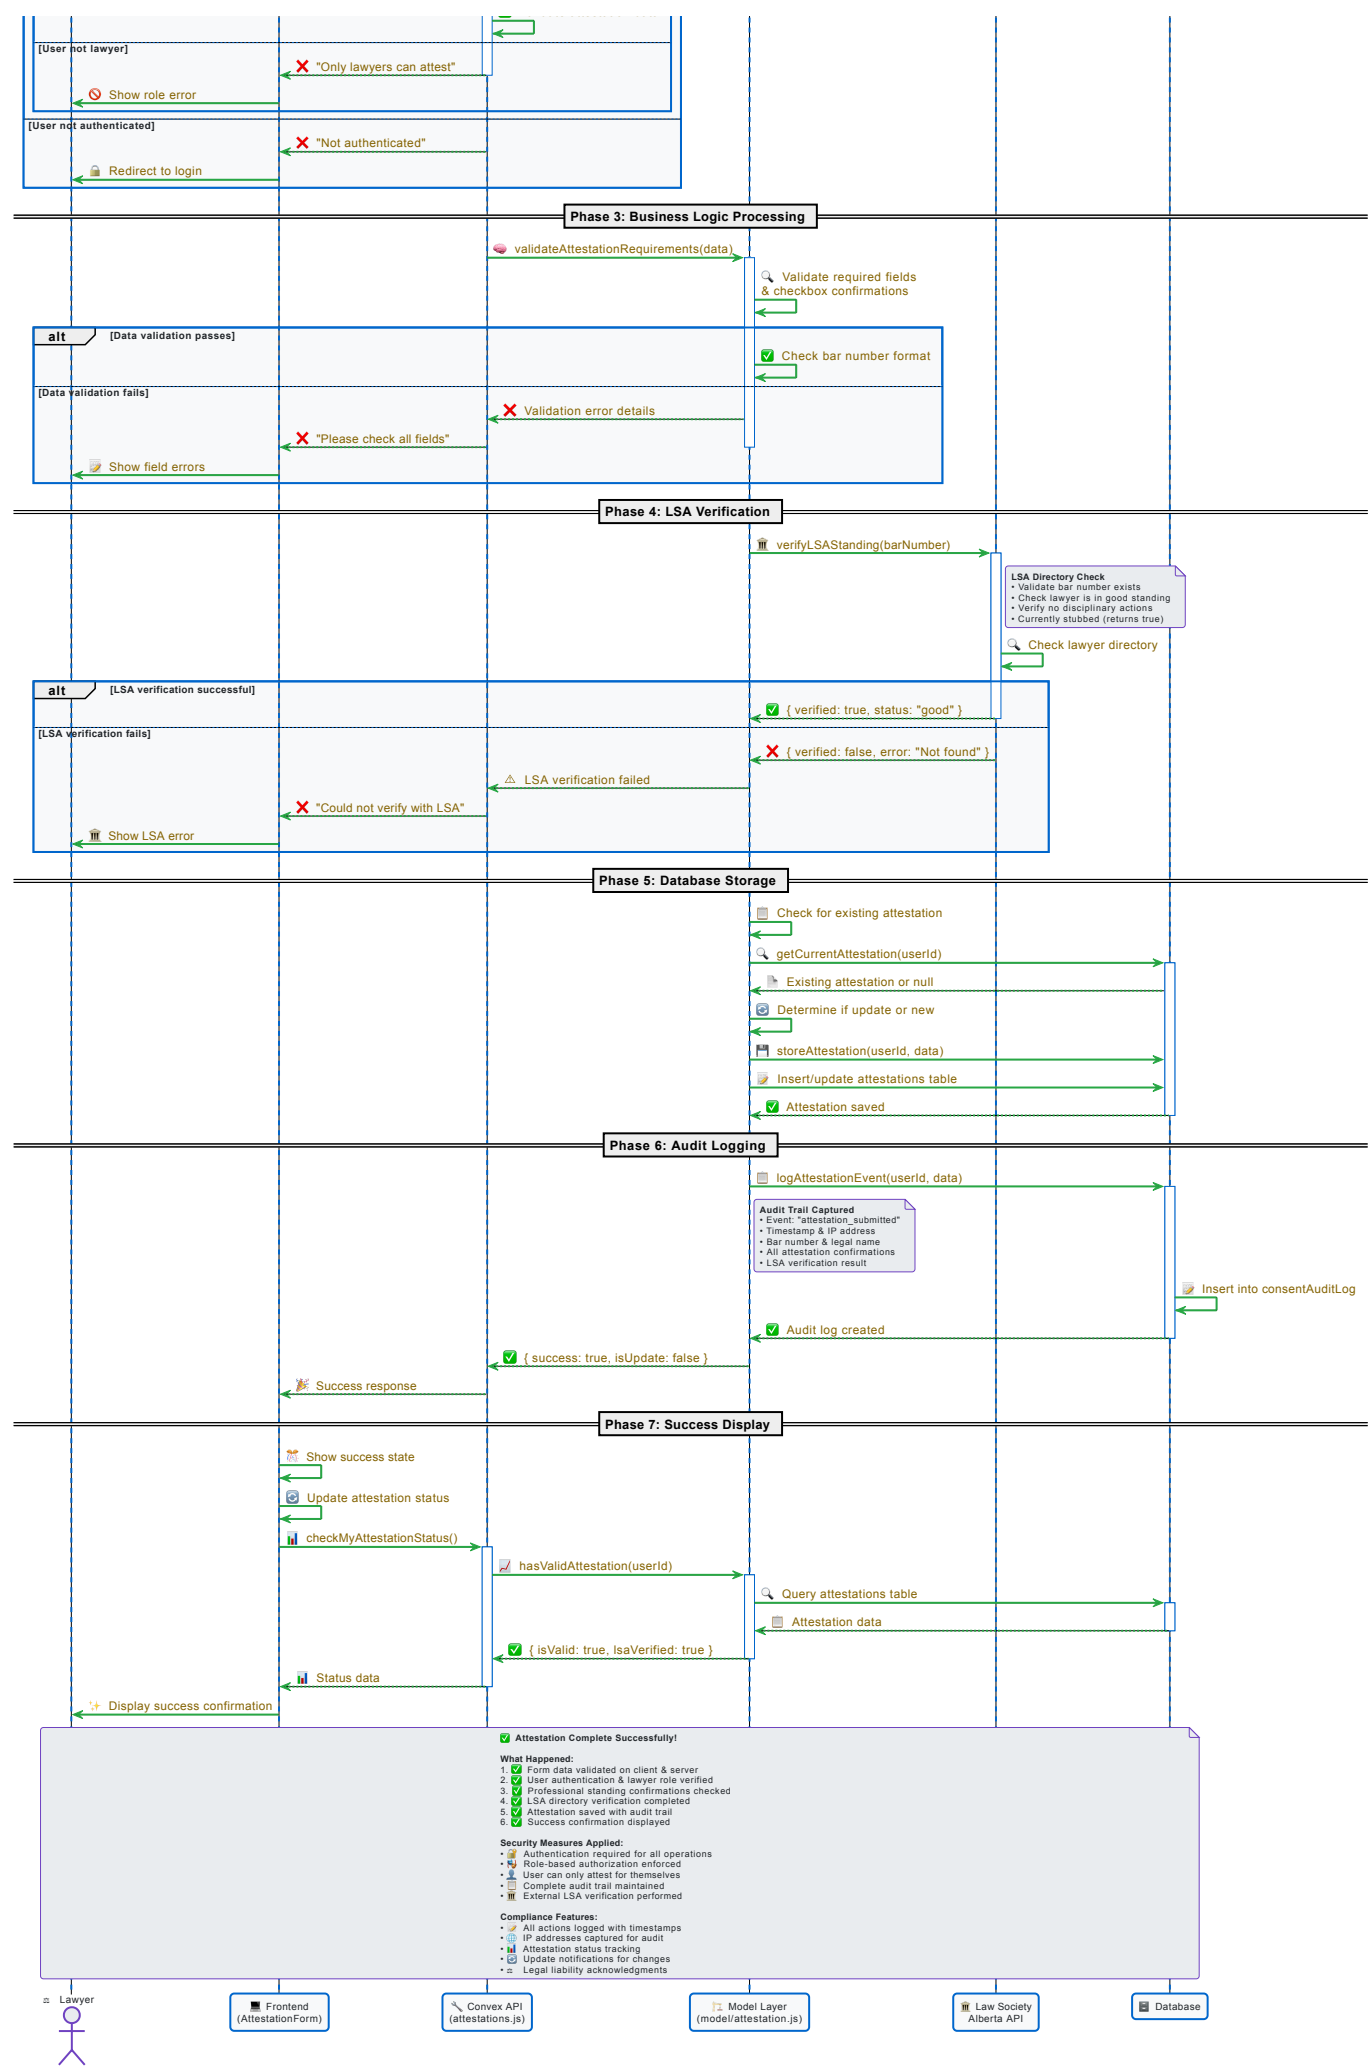 [User not lawyer]
"Only lawyers can attest"
Show role error
[User not authenticated]
"Not authenticated"
Redirect to login
Phase 3: Business Logic Processing
validateAttestationRequirements(data)
Validate required fields
& checkbox confirmations
alt [Data validation passes]
Check bar number format
[Data validation fails]
Validation error details
"Please check all fields"
Show field errors
Phase 4: LSA Verification
verifyLSAStanding(barNumber)
LSA Directory Check
• Validate bar number exists
• Check lawyer is in good standing
• Verify no disciplinary actions
• Currently stubbed (returns true)
Check lawyer directory
alt [LSA verification successful]
{ verified: true, status: "good" }
[LSA verification fails]
{ verified: false, error: "Not found" }
LSA verification failed
"Could not verify with LSA"
Show LSA error
Phase 5: Database Storage
Check for existing attestation
getCurrentAttestation(userId)
Existing attestation or null
Determine if update or new
storeAttestation(userId, data)
Insert/update attestations table
Attestation saved
Phase 6: Audit Logging
logAttestationEvent(userId, data)
Audit Trail Captured
• Event: "attestation_submitted"
• Timestamp & IP address
• Bar number & legal name
• All attestation confirmations
• LSA verification result
Insert into consentAuditLog
Audit log created
{ success: true, isUpdate: false }
Success response
Phase 7: Success Display
Show success state
Update attestation status
checkMyAttestationStatus()
hasValidAttestation(userId)
Query attestations table
Attestation data
{ isValid: true, lsaVerified: true }
Status data
Display success confirmation
Attestation Complete Successfully!
What Happened:
1. Form data validated on client & server
2. User authentication & lawyer role verified
3. Professional standing confirmations checked
4. LSA directory verification completed
5. Attestation saved with audit trail
6. Success confirmation displayed
Security Measures Applied:
• Authentication required for all operations
• Role-based authorization enforced
• User can only attest for themselves
• Complete audit trail maintained
• External LSA verification performed
Compliance Features:
• All actions logged with timestamps
• IP addresses captured for audit
• Attestation status tracking
• Update notifications for changes
• Legal liability acknowledgments
Lawyer
Frontend
(AttestationForm)
Convex API
(attestations.js)
Model Layer
(model/attestation.js)
Law Society
Alberta API
Database